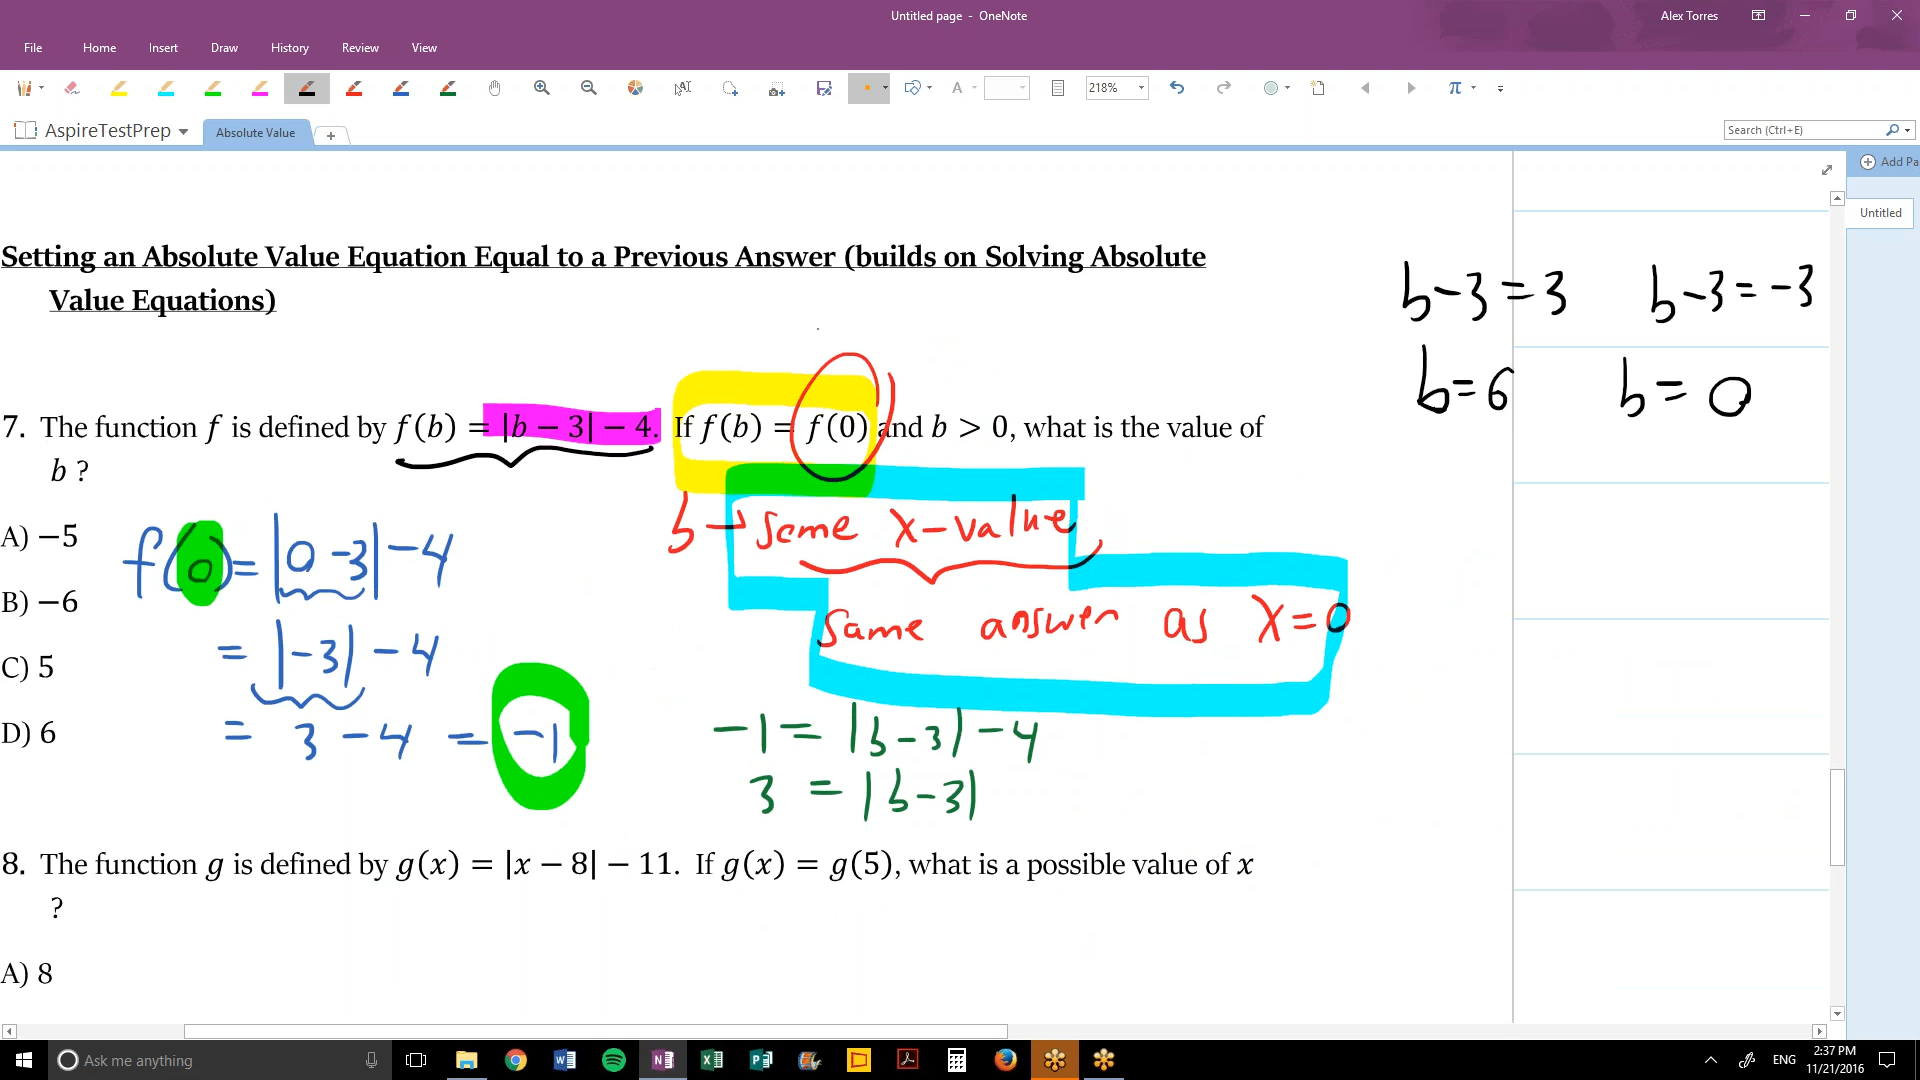 Untitled page - OneNote
Alex Torres
File Home Insert Draw History Review View
218%
AspireTestPrep
Absolute Value
Search (Ctrl+E)
Add Pa
Untitled
Setting an Absolute Value Equation Equal to a Previous Answer (builds on Solving Absolute
Value Equations)
b-3=3 b-3=-3
b=6 b=0
7. The function f is defined by f(b) = |b − 3| − 4. If f(b) = f(0) and b > 0, what is the value of
b ?
b → same x-value
same answer as x=0
A) −5
B) −6
C) 5
D) 6
f(0)= |0-3|-4
= |-3|-4
= 3-4 = -1
-1 = |b-3|-4
3 = |b-3|
8. The function g is defined by g(x) = |x − 8| − 11. If g(x) = g(5), what is a possible value of x
?
A) 8
Ask me anything
ENG
2:37 PM
11/21/2016